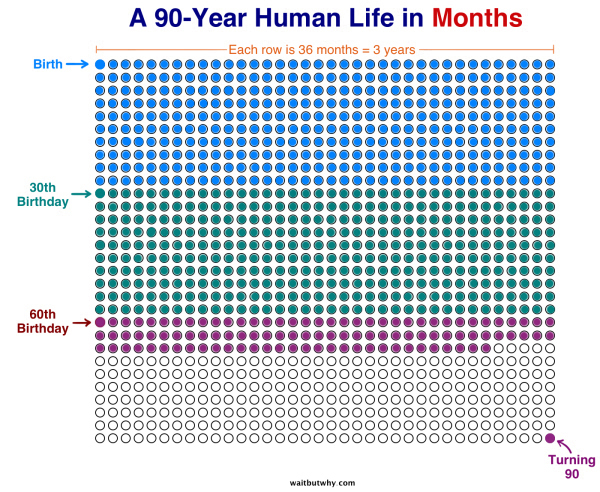 A 90-Year Human Life in Months
Each row is 36 months = 3 years
Birth
30th
Birthday
60th
Birthday
Turning
90
waitbutwhy.com